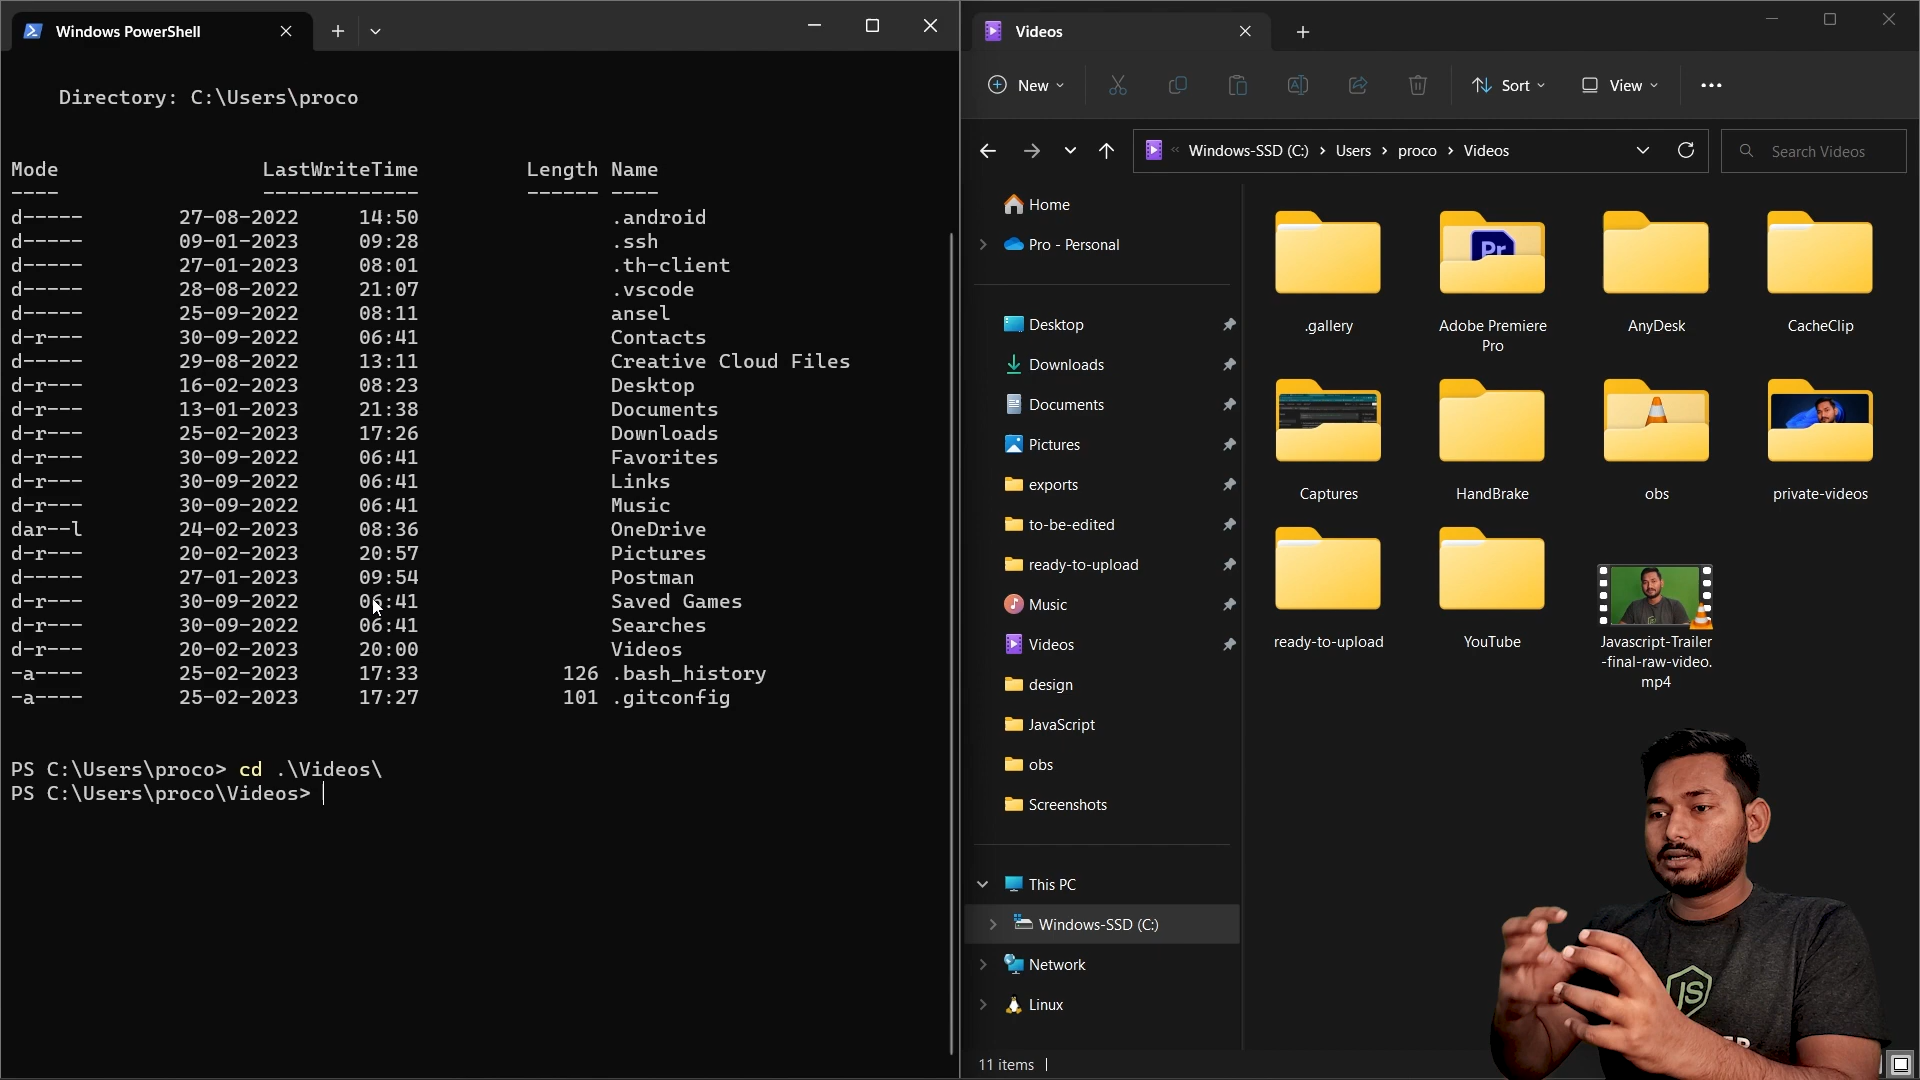 Windows PowerShell
Directory: C:\Users\proco
Mode LastWriteTime Length Name
---- ------------- ------ ----
d----- 27-08-2022 14:50 .android
d----- 09-01-2023 09:28 .ssh
d----- 27-01-2023 08:01 .th-client
d----- 28-08-2022 21:07 .vscode
d----- 25-09-2022 08:11 ansel
d-r--- 30-09-2022 06:41 Contacts
d----- 29-08-2022 13:11 Creative Cloud Files
d-r--- 16-02-2023 08:23 Desktop
d-r--- 13-01-2023 21:38 Documents
d-r--- 25-02-2023 17:26 Downloads
d-r--- 30-09-2022 06:41 Favorites
d-r--- 30-09-2022 06:41 Links
d-r--- 30-09-2022 06:41 Music
dar--l 24-02-2023 08:36 OneDrive
d-r--- 20-02-2023 20:57 Pictures
d----- 27-01-2023 09:54 Postman
d-r--- 30-09-2022 06:41 Saved Games
d-r--- 30-09-2022 06:41 Searches
d-r--- 20-02-2023 20:00 Videos
-a---- 25-02-2023 17:33 126 .bash_history
-a---- 25-02-2023 17:27 101 .gitconfig
PS C:\Users\proco> cd .\Videos\
PS C:\Users\proco\Videos>
Videos
New
Sort
View
Windows-SSD (C:) > Users > proco > Videos
Search Videos
Home
Pro - Personal
Desktop
Downloads
Documents
Pictures
exports
to-be-edited
ready-to-upload
Music
Videos
design
JavaScript
obs
Screenshots
This PC
Windows-SSD (C:)
Network
Linux
.gallery
Pr
Adobe Premiere
Pro
AnyDesk
CacheClip
Captures
HandBrake
obs
private-videos
ready-to-upload
YouTube
Javascript-Trailer
-final-raw-video.
mp4
JS
11 items